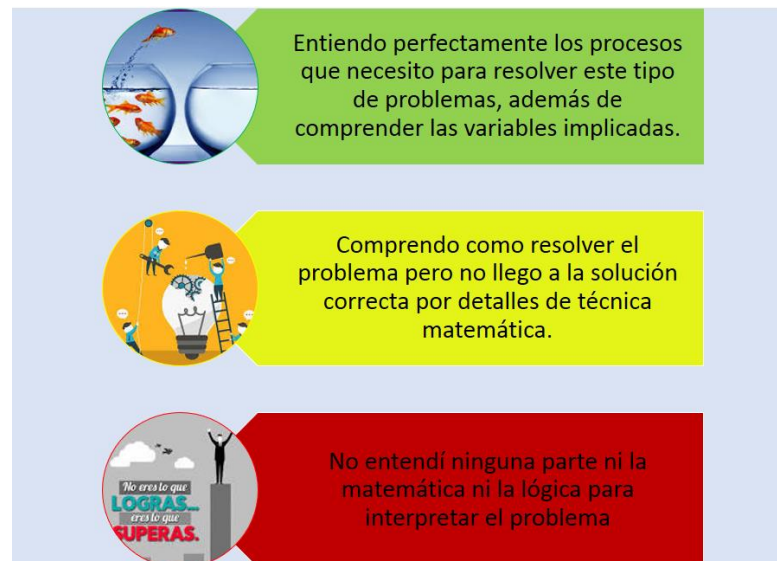 Entiendo perfectamente los procesos
que necesito para resolver este tipo
de problemas, además de
comprender las variables implicadas.
Comprendo como resolver el
problema pero no llego a la solución
correcta por detalles de técnica
matemática.
No eres lo que
LOGRAS...
eres lo que
SUPERAS.
No entendí ninguna parte ni la
matemática ni la lógica para
interpretar el problema